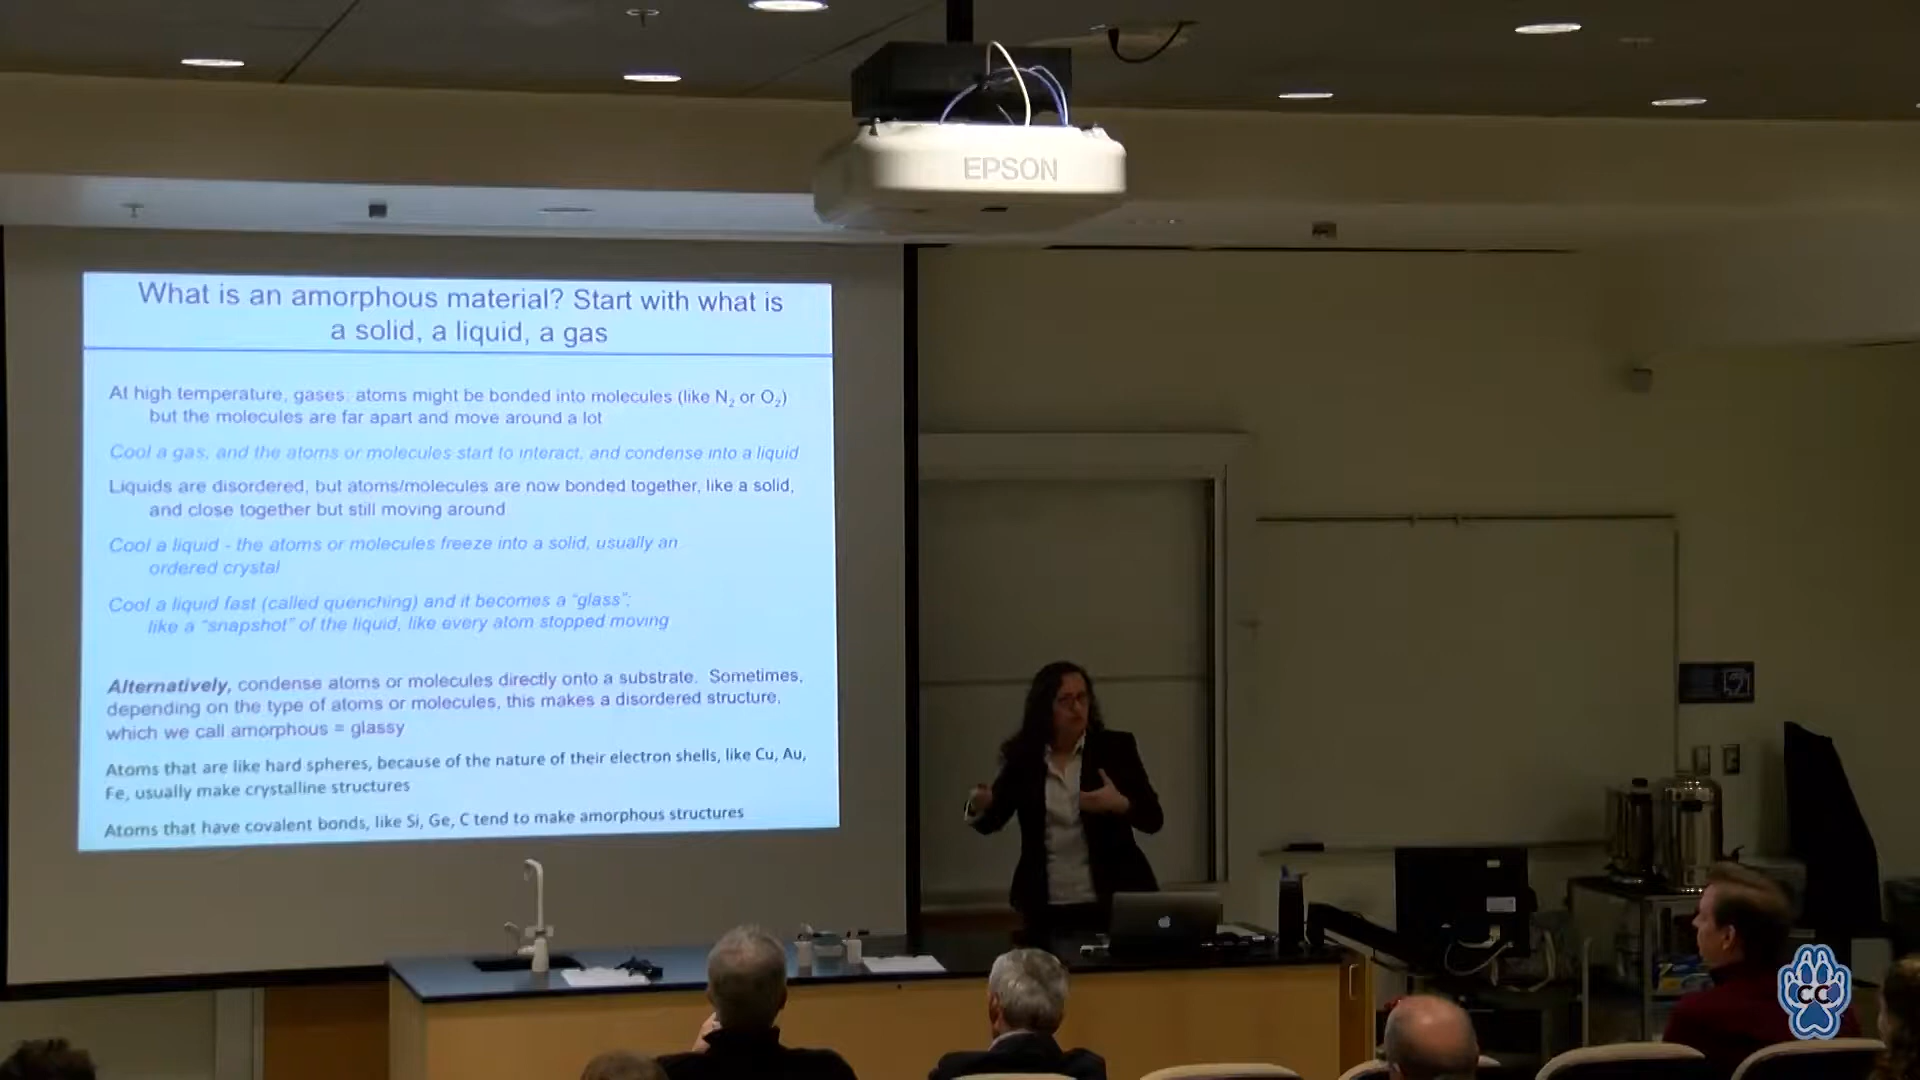 EPSON
What is an amorphous material? Start with what is
a solid, a liquid, a gas
At high temperature, gases: atoms might be bonded into molecules (like N₂ or O₂)
but the molecules are far apart and move around a lot
Cool a gas, and the atoms or molecules start to interact, and condense into a liquid
Liquids are disordered, but atoms/molecules are now bonded together, like a solid,
and close together but still moving around
Cool a liquid - the atoms or molecules freeze into a solid, usually an
ordered crystal
Cool a liquid fast (called quenching) and it becomes a “glass”;
like a “snapshot” of the liquid, like every atom stopped moving
Alternatively, condense atoms or molecules directly onto a substrate. Sometimes,
depending on the type of atoms or molecules, this makes a disordered structure,
which we call amorphous = glassy
Atoms that are like hard spheres, because of the nature of their electron shells, like Cu, Au,
Fe, usually make crystalline structures
Atoms that have covalent bonds, like Si, Ge, C tend to make amorphous structures
CC